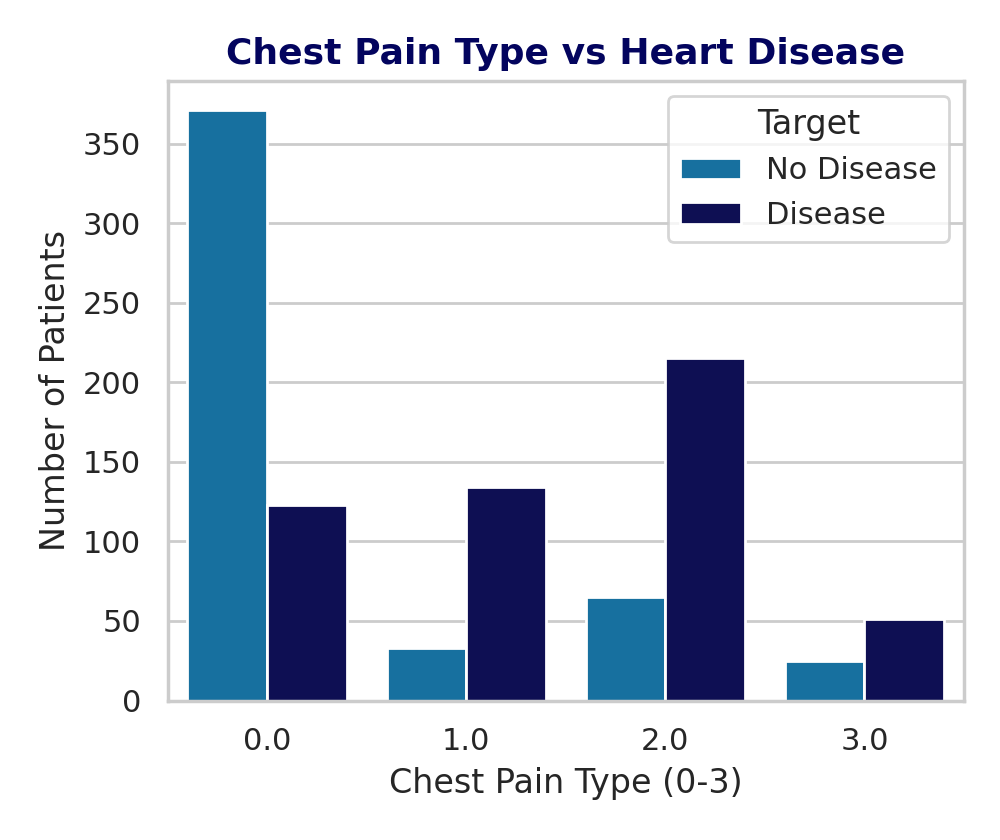 Chest Pain Type vs Heart Disease
Target
No Disease
Disease
Number of Patients
350
300
250
200
150
100
50
0
0.0 1.0 2.0 3.0
Chest Pain Type (0-3)